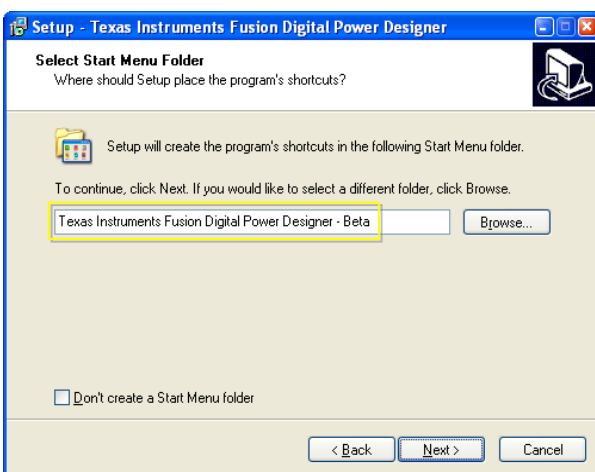 Setup - Texas Instruments Fusion Digital Power Designer
Select Start Menu Folder
Where should Setup place the program's shortcuts?
Setup will create the program's shortcuts in the following Start Menu folder.
To continue, click Next. If you would like to select a different folder, click Browse.
Texas Instruments Fusion Digital Power Designer - Beta
Browse...
Don't create a Start Menu folder
< Back Next > Cancel